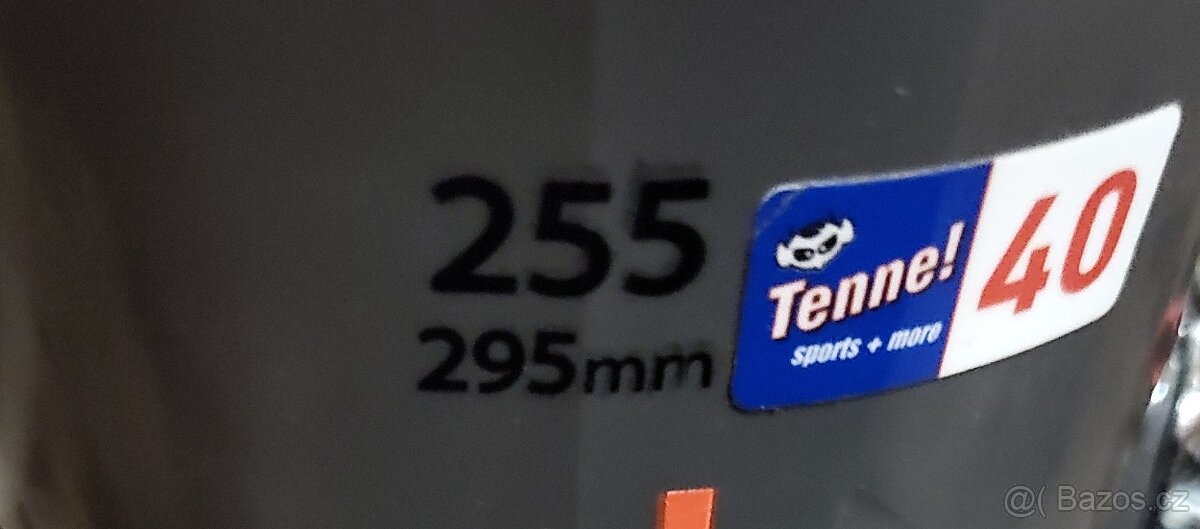 255
295mm
Tenne!
sports + more
40
@( Bazos.cz